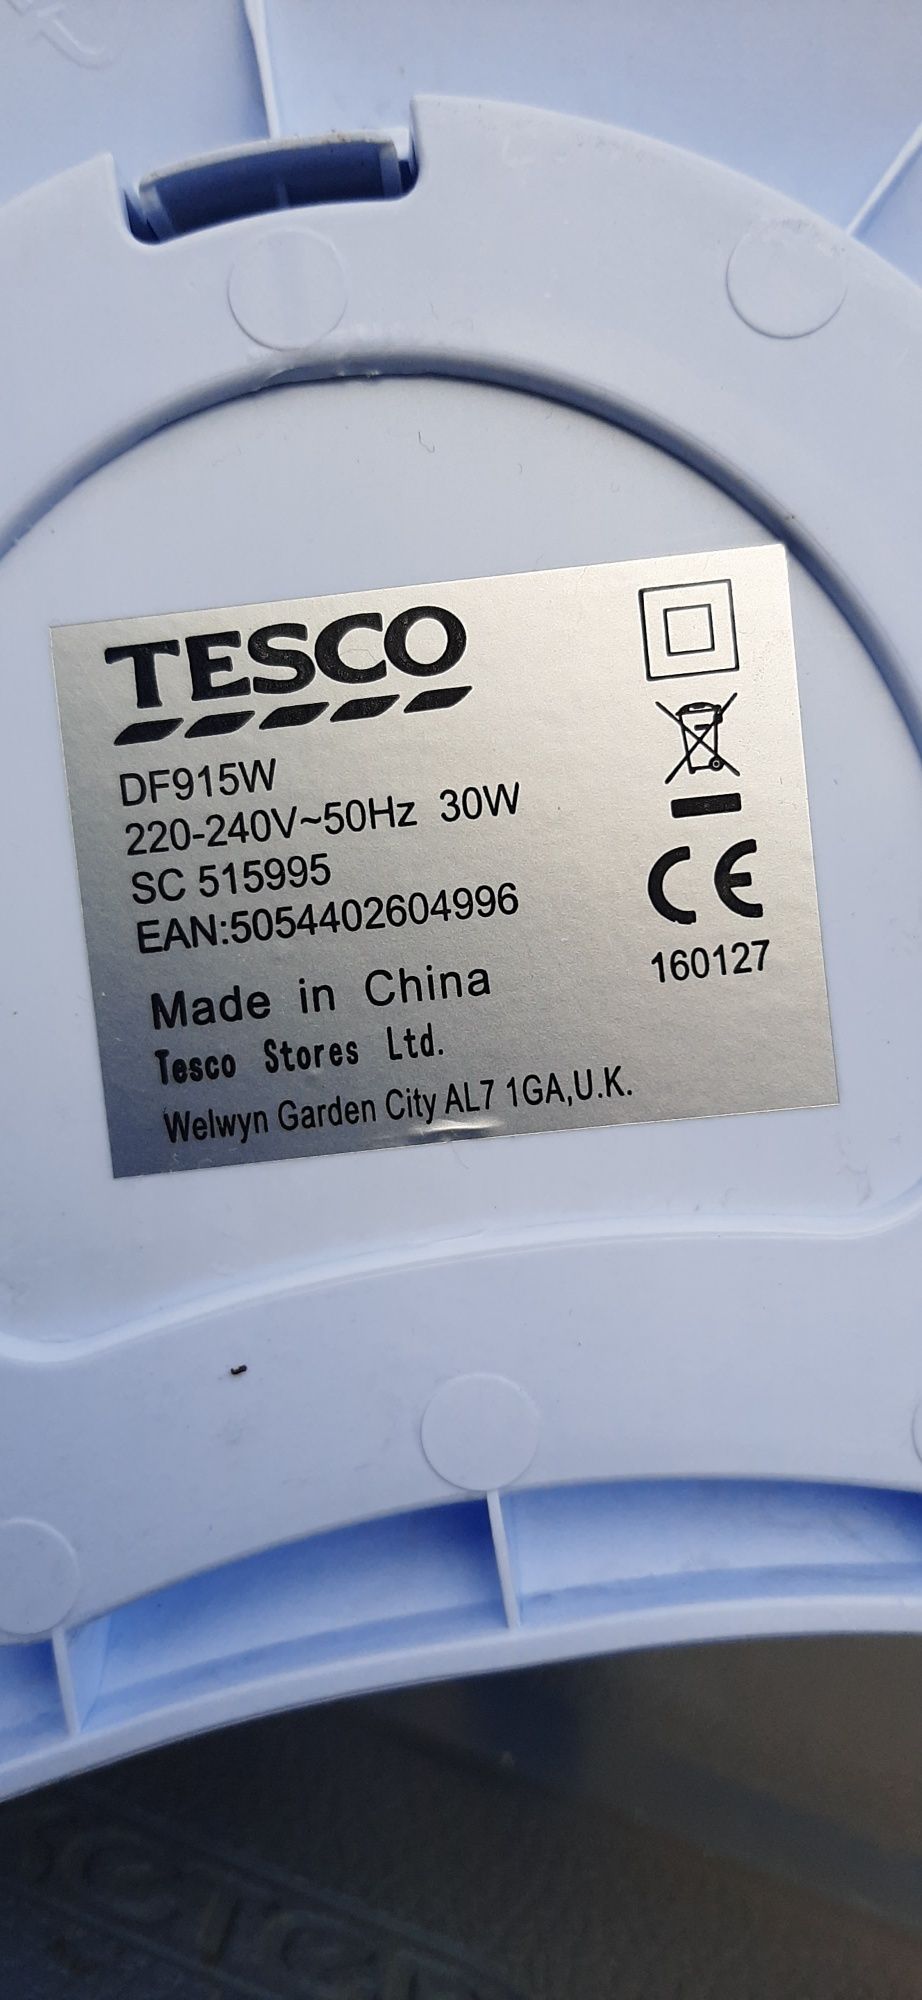 TESCO
DF915W
220-240V~50Hz 30W
SC 515995
EAN:5054402604996
Made in China
Tesco Stores Ltd.
Welwyn Garden City AL7 1GA,U.K.
CE
160127